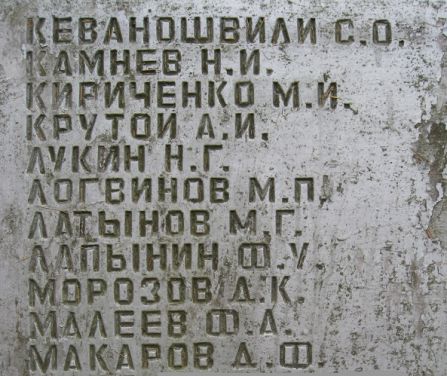 КЕВАНОШВИЛИ С.О.
КАМНЕВ Н.И.
КИРИЧЕНКО М.И.
КРУТОЙ А.И.
ЛУКИН Н.Г.
ЛОГВИНОВ М.П.
ЛАТЫНОВ М.Г.
ЛАПЫНИН Ф.У
МОРОЗОВ Д.К.
МАЛЕЕВ Ф.А.
МАКАРОВ Д.Ф.